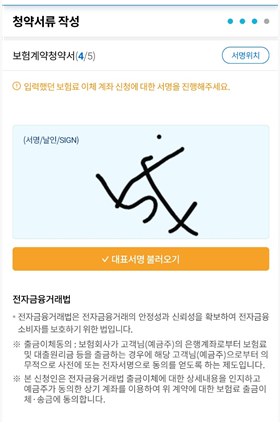 청약서류 작성
보험계약청약서(4/5)
서명위치
입력했던 보험료 이체 계좌 신청에 대한 서명을 진행해주세요.
(서명/날인/SIGN)
✓ 대표서명 불러오기
전자금융거래법
• 전자금융거래법은 전자금융거래의 안정성과 신뢰성을 확보하여 전자금융
소비자를 보호하기 위한 법입니다.
※ 출금이체동의 : 보험회사가 고객님(예금주)의 은행계좌로부터 보험료
및 대출원리금 등을 출금하는 경우에 해당 고객님(예금주)으로부터 의
무적으로 사전에 또는 전자서명으로 동의를 얻도록 하는 제도입니다.
※ 본 신청인은 전자금융거래법 출금이체에 대한 상세내용을 인지하고
예금주가 동의한 상기 계좌를 이용하여 위 계약에 대한 보험료 출금이
체·송금에 동의합니다.